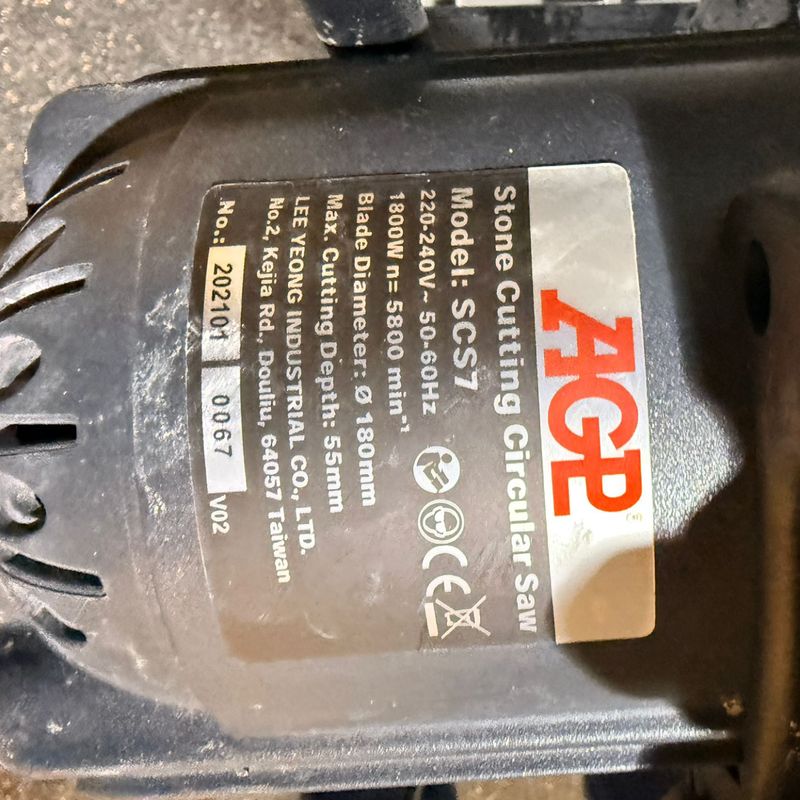 AGP
Stone Cutting Circular Saw
Model: SCS7
220-240V~ 50-60Hz
1800W n= 5800 min⁻¹
Blade Diameter: Ø 180mm
Max. Cutting Depth: 55mm
LEE YEONG INDUSTRIAL CO., LTD.
No.2, Kejia Rd., Douliu, 64057 Taiwan
.No.: 202101 0067 V02
CE